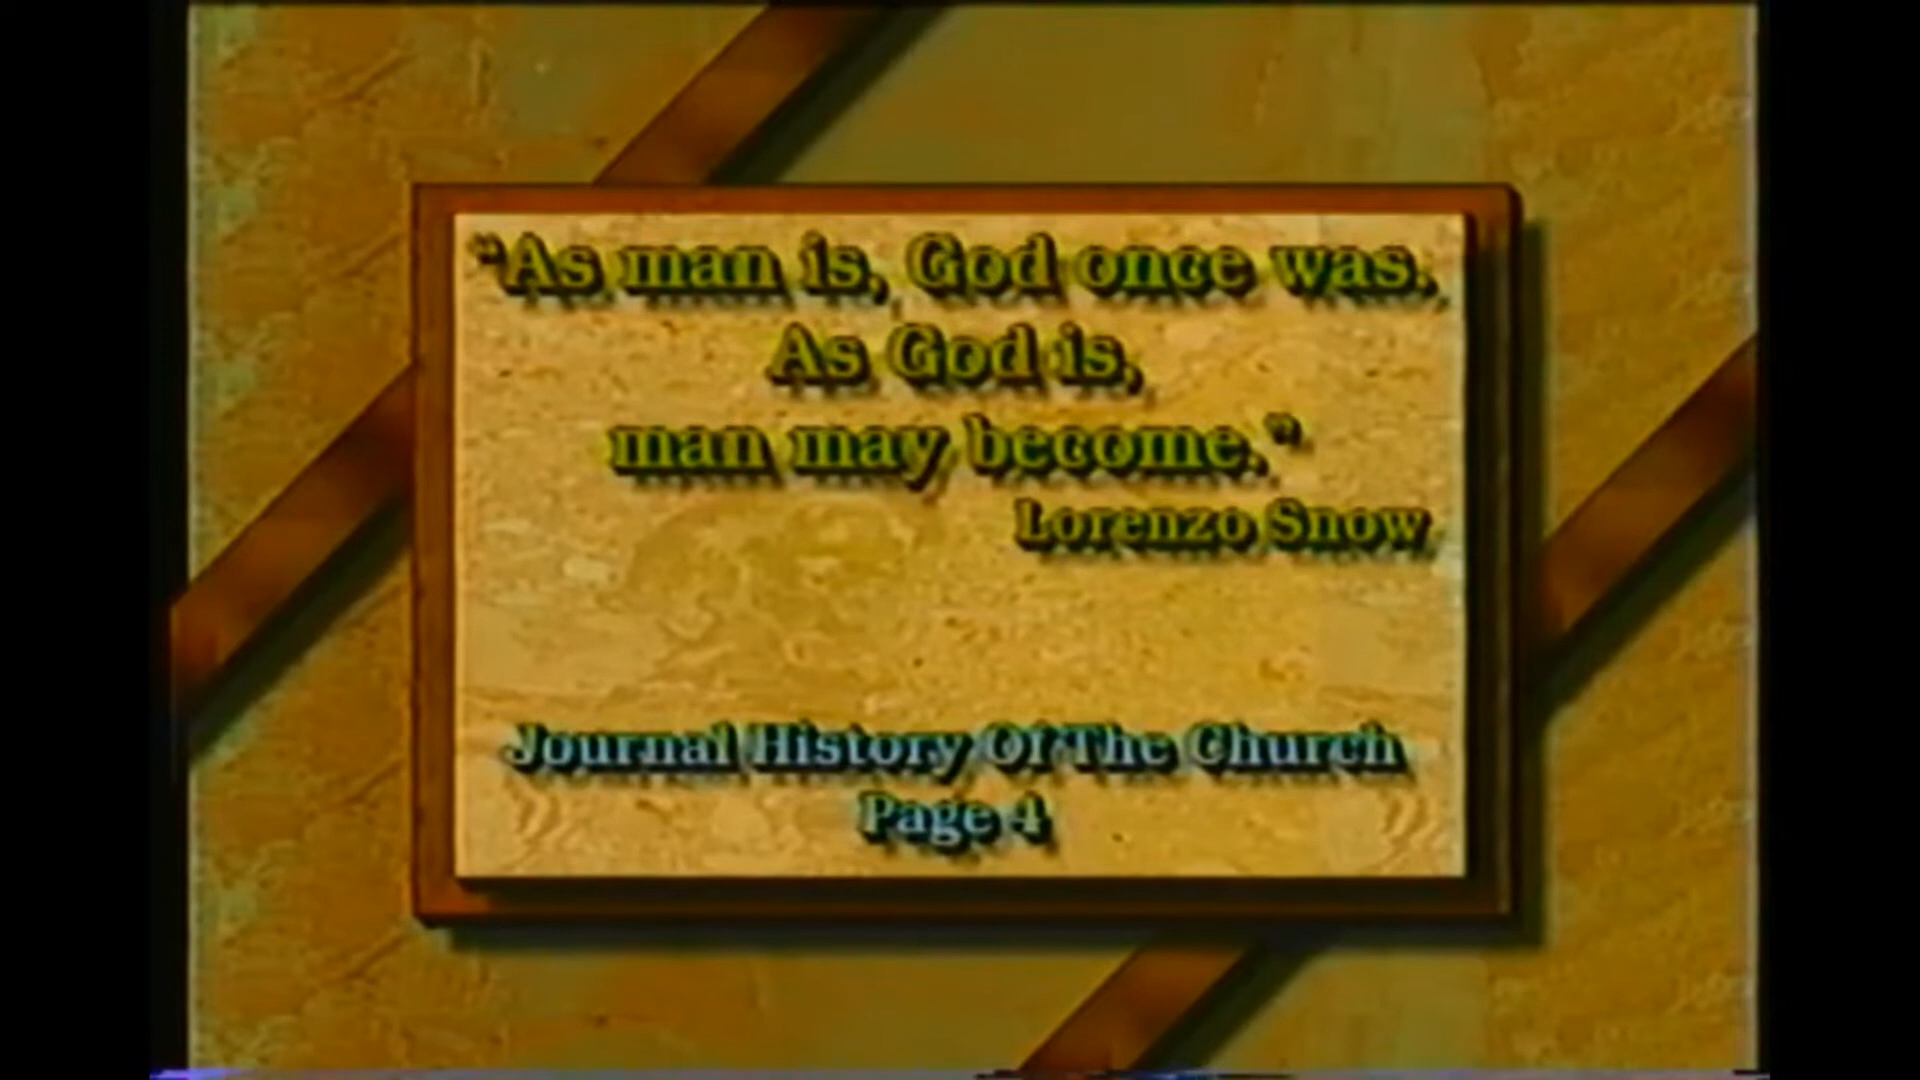 "As man is, God once was.
As God is,
man may become."
Lorenzo Snow
Journal History Of The Church
Page 4